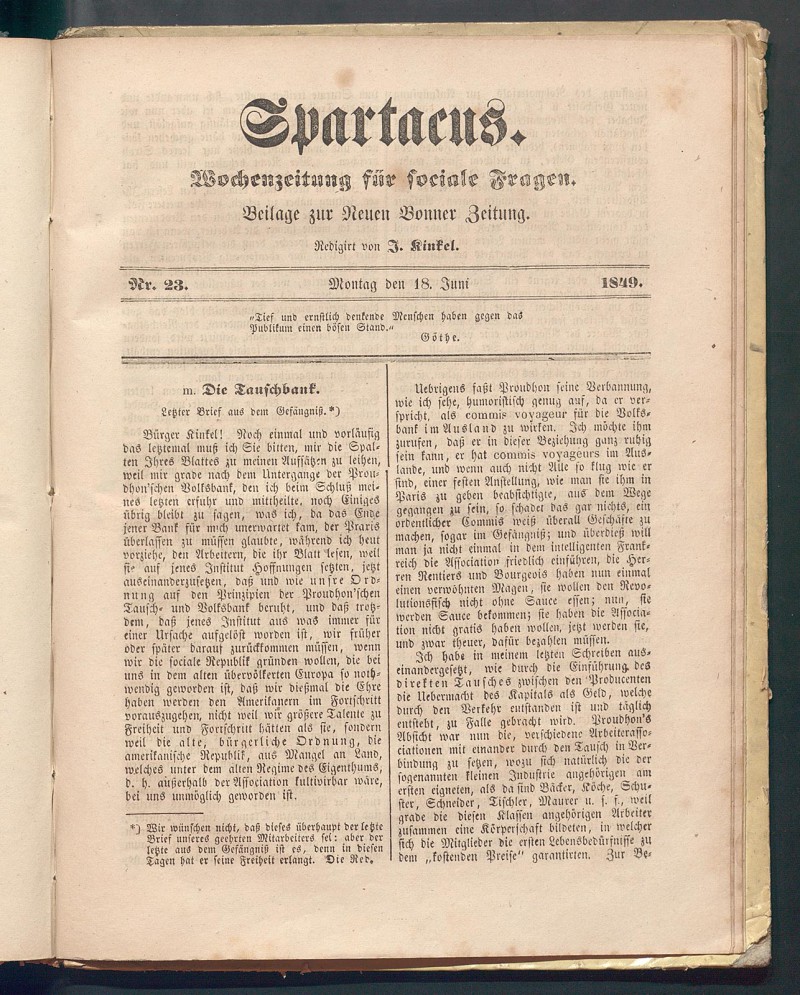 Spartacus.
Wochenzeitung für sociale Fragen.
Beilage zur Neuen Bonner Zeitung.
Redigirt von J. Kinkel.
Nr. 23. Montag den 18. Juni 1849.
„Tief und ernstlich denkende Menschen haben gegen das
Publikum einen bösen Stand.“
Göthe.
m. Die Tauschbank.
Letzter Brief aus dem Gefängniß.*)
Bürger Kinkel! Noch einmal und vorläufig
das letztemal muß ich Sie bitten, mir die Spal-
ten Ihres Blattes zu meinen Aufsätzen zu leihen,
weil mir grade nach dem Untergange der Prou-
dhon'schen Volksbank, den ich beim Schluß mei-
nes letzten erfuhr und mittheilte, noch Einiges
übrig bleibt zu sagen, was ich, da das Ende
jener Bank für mich unerwartet kam, der Praxis
überlassen zu müssen glaubte, während ich heut
vorziehe, den Arbeitern, die ihr Blatt lesen, weil
sie auf jenes Institut Hoffnungen setzten, jetzt
auseinanderzusetzen, daß und wie unsre Ord-
nung auf den Prinzipien der Proudhon'schen
Tausch- und Volksbank beruht, und daß trotz-
dem, daß jenes Institut aus was immer für
einer Ursache aufgelöst worden ist, wir früher
oder später darauf zurückkommen müssen, wenn
wir die sociale Republik gründen wollen, die bei
uns in dem alten übervölkerten Europa so noth-
wendig geworden ist, daß wir dießmal die Ehre
haben werden den Amerikanern im Fortschritt
vorauszugehen, nicht weil wir größere Talente zu
Freiheit und Fortschritt hätten als sie, sondern
weil die alte, bürgerliche Ordnung, die
amerikanische Republik, aus Mangel an Land,
welches unter dem alten Regime des Eigenthums,
d. h. außerhalb der Association kultivirbar wäre,
bei uns unmöglich geworden ist.
*) Wir wünschen nicht, daß dieses überhaupt der letzte
Brief unseres geehrten Mitarbeiters sei: aber der
letzte aus dem Gefängniß ist es, denn in diesen
Tagen hat er seine Freiheit erlangt. Die Red.
Uebrigens faßt Proudhon seine Verbannung,
wie ich sehe, humoristisch genug auf, da er ver-
spricht, als commis voyageur für die Volks-
bank im Ausland zu wirken. Ich möchte ihm
zurufen, daß er in dieser Beziehung ganz ruhig
sein kann, er hat commis voyageurs im Aus-
lande, und wenn auch nicht Alle so klug wie er
sind, einer festen Anstellung, wie man sie ihm in
Paris zu geben beabsichtigte, aus dem Wege
gegangen zu sein, so schadet das gar nichts, ein
ordentlicher Commis weiß überall Geschäfte zu
machen, sogar im Gefängniß; und überdieß will
man ja nicht einmal in dem intelligenten Frank-
reich die Association friedlich einführen, die Her-
ren Rentiers und Bourgeois haben nun einmal
einen verwöhnten Magen, sie wollen den Revo-
lutionsfisch nicht ohne Sauce essen; nun, sie
werden Sauce bekommen; sie haben die Associa-
tion nicht gratis haben wollen, jetzt werden sie,
und zwar theuer, dafür bezahlen müssen.
Ich habe in meinem letzten Schreiben aus-
einandergesetzt, wie durch die Einführung des
direkten Tausches zwischen den Producenten
die Uebermacht des Kapitals als Geld, welche
durch den Verkehr entstanden ist und täglich
entsteht, zu Falle gebracht wird. Proudhon's
Absicht war nun die, verschiedene Arbeiterasso-
ciationen mit einander durch den Tausch in Ver-
bindung zu setzen, wozu sich natürlich die der
sogenannten kleinen Industrie angehörigen am
ersten eigneten, als da sind Bäcker, Köche, Schu-
ster, Schneider, Tischler, Maurer u. s. f., weil
grade die diesen Klassen angehörigen Arbeiter
zusammen eine Körperschaft bildeten, in welcher
sich die Mitglieder die ersten Lebensbedürfnisse zu
dem „kostenden Preise“ garantirten. Zur Be-